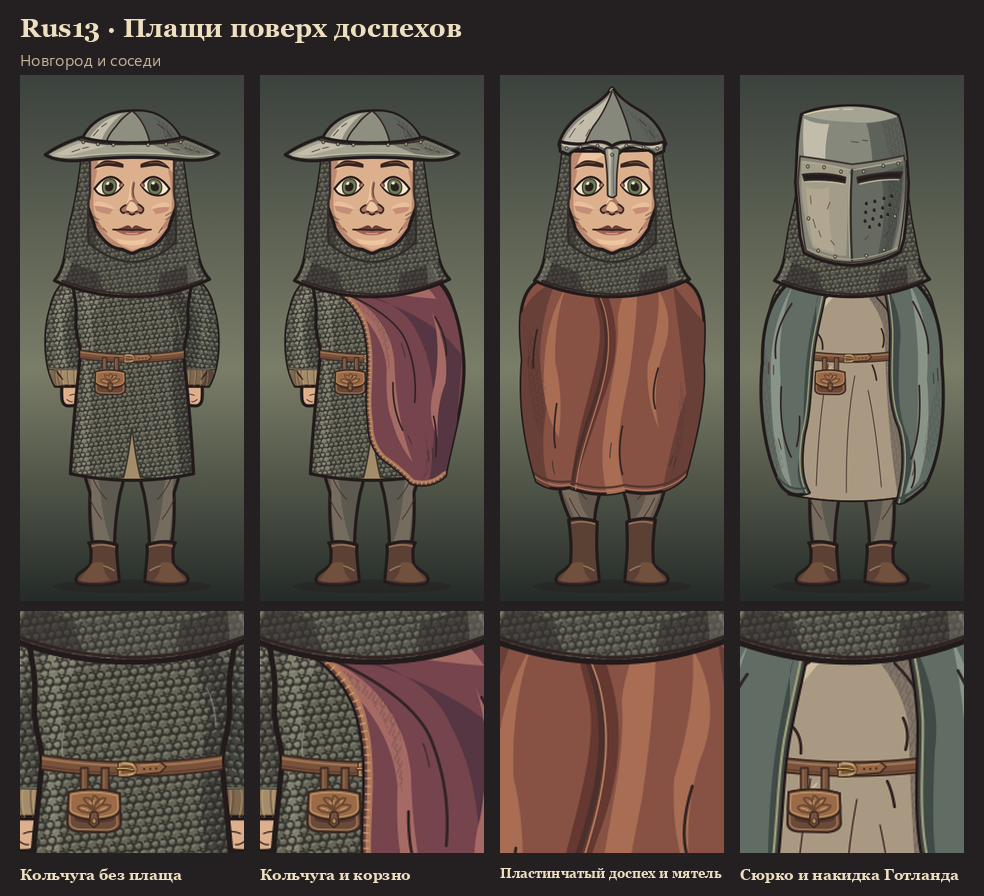 Rus13 · Плащи поверх доспехов
Новгород и соседи
Кольчуга без плаща
Кольчуга и корзно
Пластинчатый доспех и мятель
Сюрко и накидка Готланда